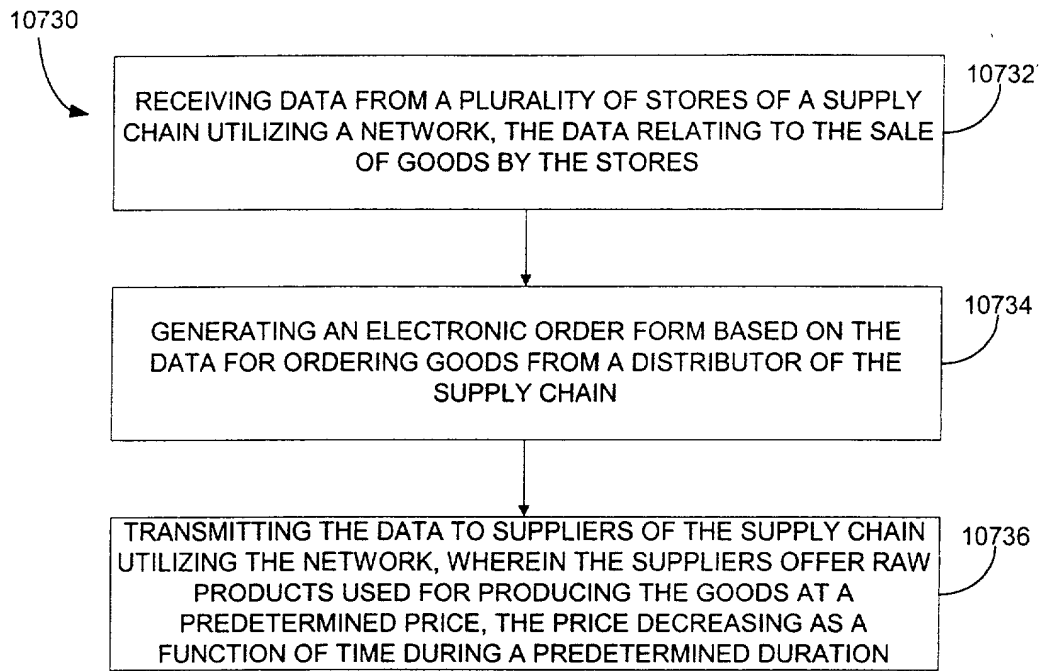 10730
10732
RECEIVING DATA FROM A PLURALITY OF STORES OF A SUPPLY
CHAIN UTILIZING A NETWORK, THE DATA RELATING TO THE SALE
OF GOODS BY THE STORES
10734
GENERATING AN ELECTRONIC ORDER FORM BASED ON THE
DATA FOR ORDERING GOODS FROM A DISTRIBUTOR OF THE
SUPPLY CHAIN
10736
TRANSMITTING THE DATA TO SUPPLIERS OF THE SUPPLY CHAIN
UTILIZING THE NETWORK, WHEREIN THE SUPPLIERS OFFER RAW
PRODUCTS USED FOR PRODUCING THE GOODS AT A
PREDETERMINED PRICE, THE PRICE DECREASING AS A
FUNCTION OF TIME DURING A PREDETERMINED DURATION